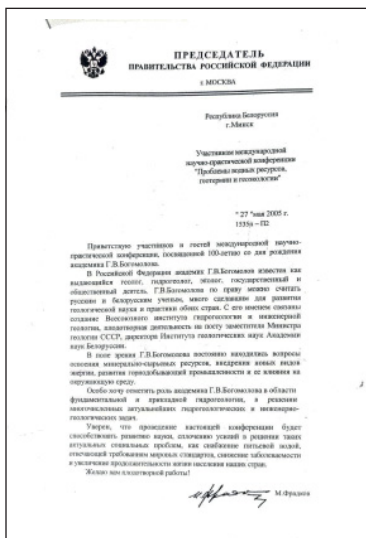 ПРЕДСЕДАТЕЛЬ
ПРАВИТЕЛЬСТВА РОССИЙСКОЙ ФЕДЕРАЦИИ
г. МОСКВА
Республика Белоруссия
г.Минск
Участникам международной
научно-практической конференции
"Проблемы водных ресурсов,
геотермии и геоэкологии"
" 27 "мая 2005 г.
1535п – П2
Приветствую участников и гостей международной научно-
практической конференции, посвященной 100-летию со дня рождения
академика Г.В.Богомолова.
В Российской Федерации академик Г.В.Богомолов известен как
выдающийся геолог, гидрогеолог, эколог, государственный и
общественный деятель. Г.В.Богомолова по праву можно считать
русским и белорусским ученым, много сделавшим для развития
геологической науки и практики обеих стран. С его именем связаны
создание Всесоюзного института гидрогеологии и инженерной
геологии, плодотворная деятельность на посту заместителя Министра
геологии СССР, директора Института геологических наук Академии
наук Белоруссии.
В поле зрения Г.В.Богомолова постоянно находились вопросы
освоения минерально-сырьевых ресурсов, внедрения новых видов
энергии, развития горнодобывающей промышленности и ее влияния на
окружающую среду.
Особо хочу отметить роль академика Г.В.Богомолова в области
фундаментальной и прикладной гидрогеологии, в решении
многочисленных актуальнейших гидрогеологических и инженерно-
геологических задач.
Уверен, что проведение настоящей конференции будет
способствовать развитию науки, сплочению усилий в решении таких
актуальных социальных проблем, как снабжение питьевой водой,
отвечающей требованиям мировых стандартов, снижение заболеваемости
и увеличение продолжительности жизни населения наших стран.
Желаю вам плодотворной работы!
М.Фрадков